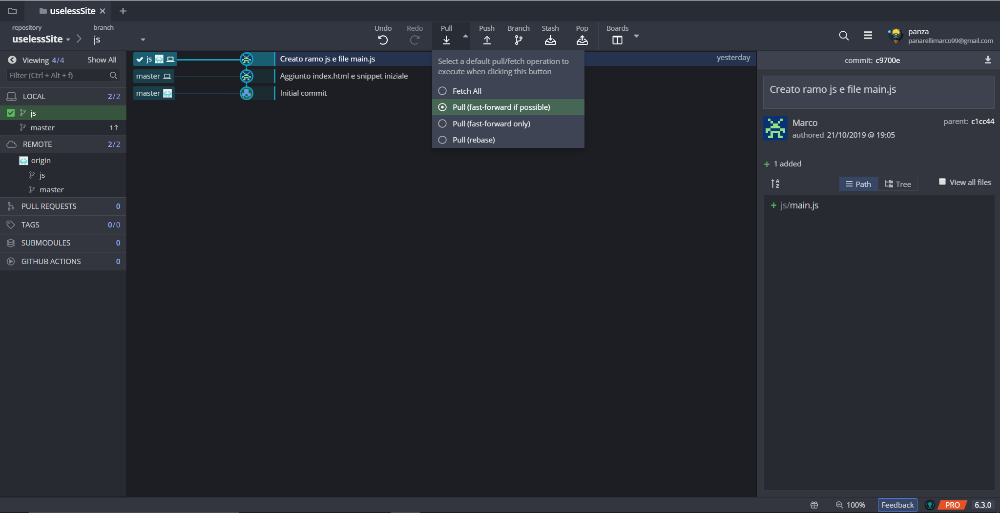 uselessSite
repository
branch
uselessSite
js
Undo
Redo
Pull
Push
Branch
Stash
Pop
Boards
panza
panarellimarco99@gmail.com
Viewing 4/4
Show All
Filter (Ctrl + Alt + f)
LOCAL 2/2
js
master 1↑
REMOTE 2/2
origin
js
master
PULL REQUESTS 0
TAGS 0/0
SUBMODULES 0
GITHUB ACTIONS 0
js Creato ramo js e file main.js yesterday
master Aggiunto index.html e snippet iniziale
master Initial commit
Select a default pull/fetch operation to
execute when clicking this button
Fetch All
Pull (fast-forward if possible)
Pull (fast-forward only)
Pull (rebase)
commit: c9700e
Creato ramo js e file main.js
Marco
parent: c1cc44
authored 21/10/2019 @ 19:05
+ 1 added
AZ
Path
Tree
View all files
+ js/main.js
100%
Feedback
PRO
6.3.0